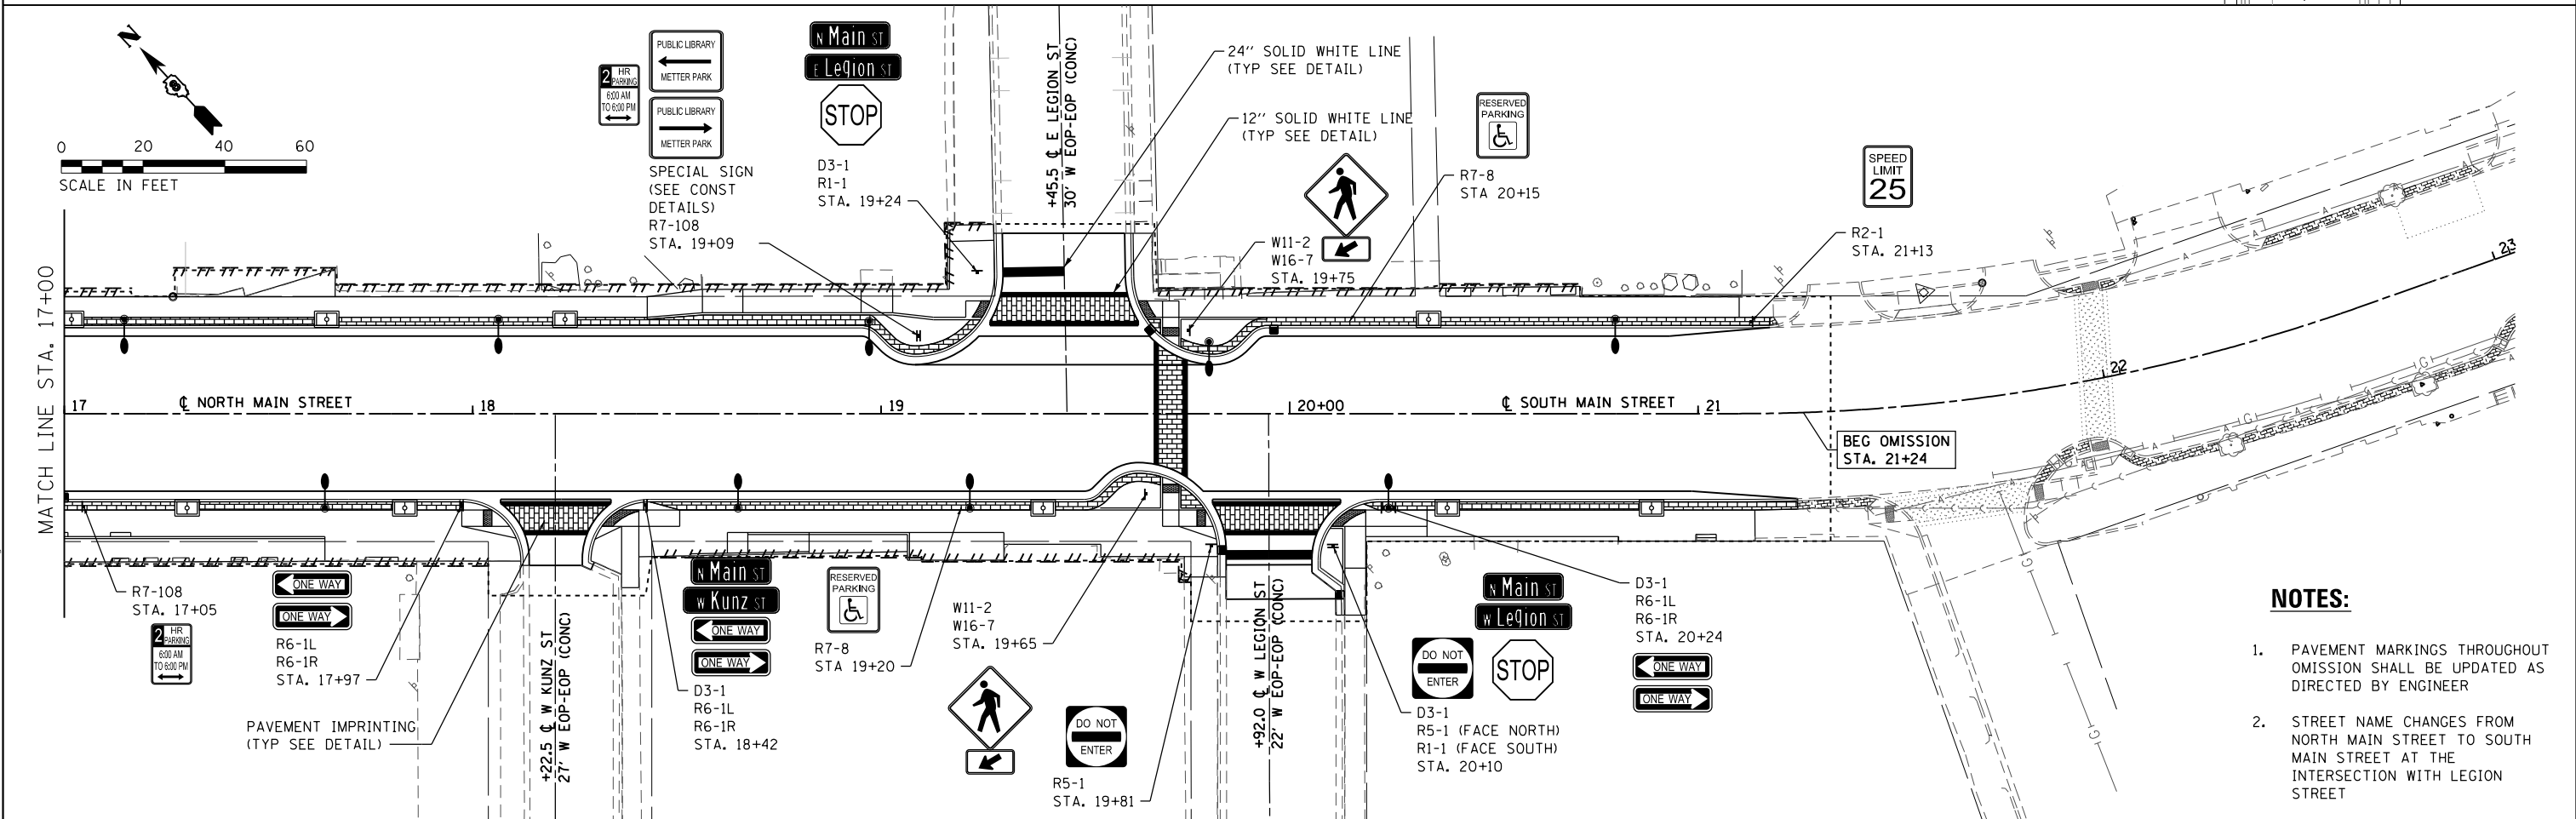 N
0 20 40 60
SCALE IN FEET
2 HR
PARKING
6:00 AM
TO 6:00 PM
PUBLIC LIBRARY
METTER PARK
PUBLIC LIBRARY
METTER PARK
SPECIAL SIGN
(SEE CONST
DETAILS)
R7-108
STA. 19+09
N Main ST
E Legion ST
STOP
D3-1
R1-1
STA. 19+24
+45.5 ℄ E LEGION ST
30' W EOP-EOP (CONC)
24'' SOLID WHITE LINE
(TYP SEE DETAIL)
12'' SOLID WHITE LINE
(TYP SEE DETAIL)
W11-2
W16-7
STA. 19+75
RESERVED
PARKING
R7-8
STA 20+15
SPEED
LIMIT
25
R2-1
STA. 21+13
MATCH LINE STA. 17+00
17
℄ NORTH MAIN STREET
18
19
20+00
℄ SOUTH MAIN STREET
21
22
23
BEG OMISSION
STA. 21+24
R7-108
STA. 17+05
2 HR
PARKING
6:00 AM
TO 6:00 PM
ONE WAY
ONE WAY
R6-1L
R6-1R
STA. 17+97
PAVEMENT IMPRINTING
(TYP SEE DETAIL)
+22.5 ℄ W KUNZ ST
27' W EOP-EOP (CONC)
N Main ST
W Kunz ST
ONE WAY
ONE WAY
D3-1
R6-1L
R6-1R
STA. 18+42
RESERVED
PARKING
R7-8
STA 19+20
W11-2
W16-7
STA. 19+65
DO NOT
ENTER
R5-1
STA. 19+81
+92.0 ℄ W LEGION ST
22' W EOP-EOP (CONC)
N Main ST
W Legion ST
DO NOT
ENTER
STOP
D3-1
R5-1 (FACE NORTH)
R1-1 (FACE SOUTH)
STA. 20+10
D3-1
R6-1L
R6-1R
STA. 20+24
ONE WAY
ONE WAY
NOTES:
1. PAVEMENT MARKINGS THROUGHOUT
OMISSION SHALL BE UPDATED AS
DIRECTED BY ENGINEER
2. STREET NAME CHANGES FROM
NORTH MAIN STREET TO SOUTH
MAIN STREET AT THE
INTERSECTION WITH LEGION
STREET